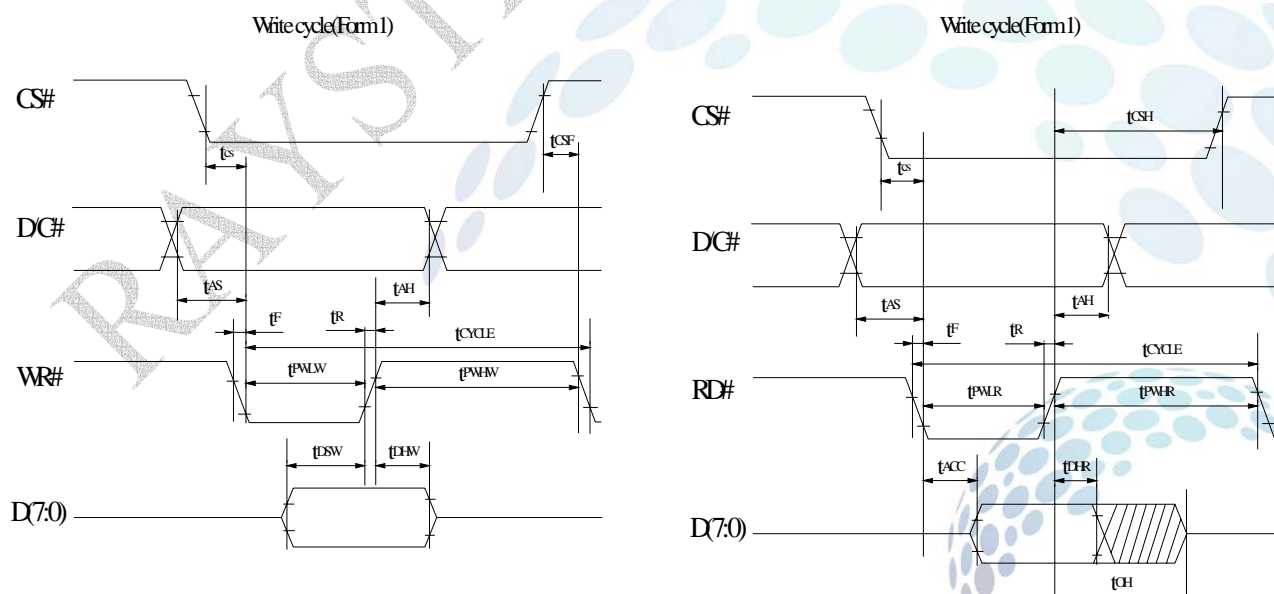 Write cycle(Form1)
CS#
tCS
tCSF
D/C#
tAS
tAH
tF
tR
tCYCLE
WR#
tPWLW
tPWHW
tDSW
tDHW
D(7:0)
Write cycle(Form1)
CS#
tCSH
tCS
D/C#
tAS
tAH
tF
tR
tCYCLE
RD#
tPWLR
tPWHR
tACC
tDHR
D(7:0)
tOH
RAYST